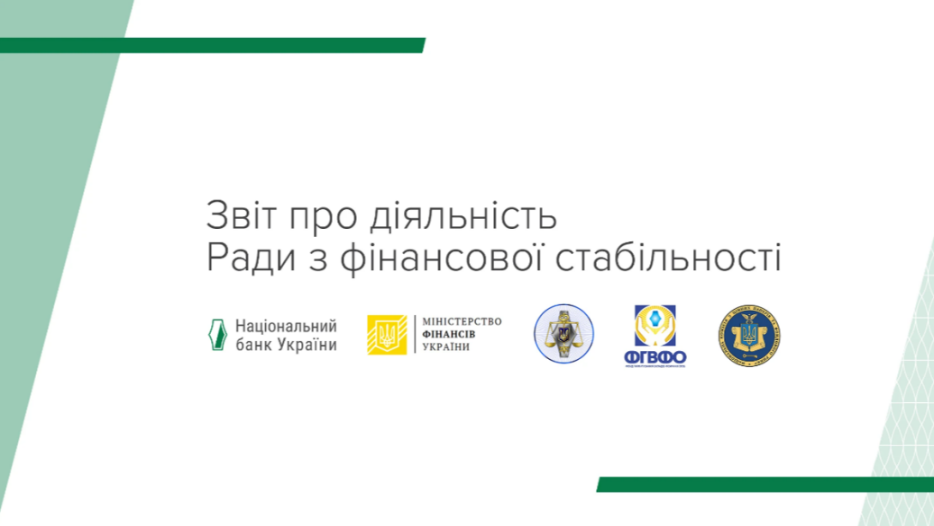 Звіт про діяльність
Ради з фінансової стабільності
Національний
банк України
МІНІСТЕРСТВО
ФІНАНСІВ
УКРАЇНИ
ФГВФО